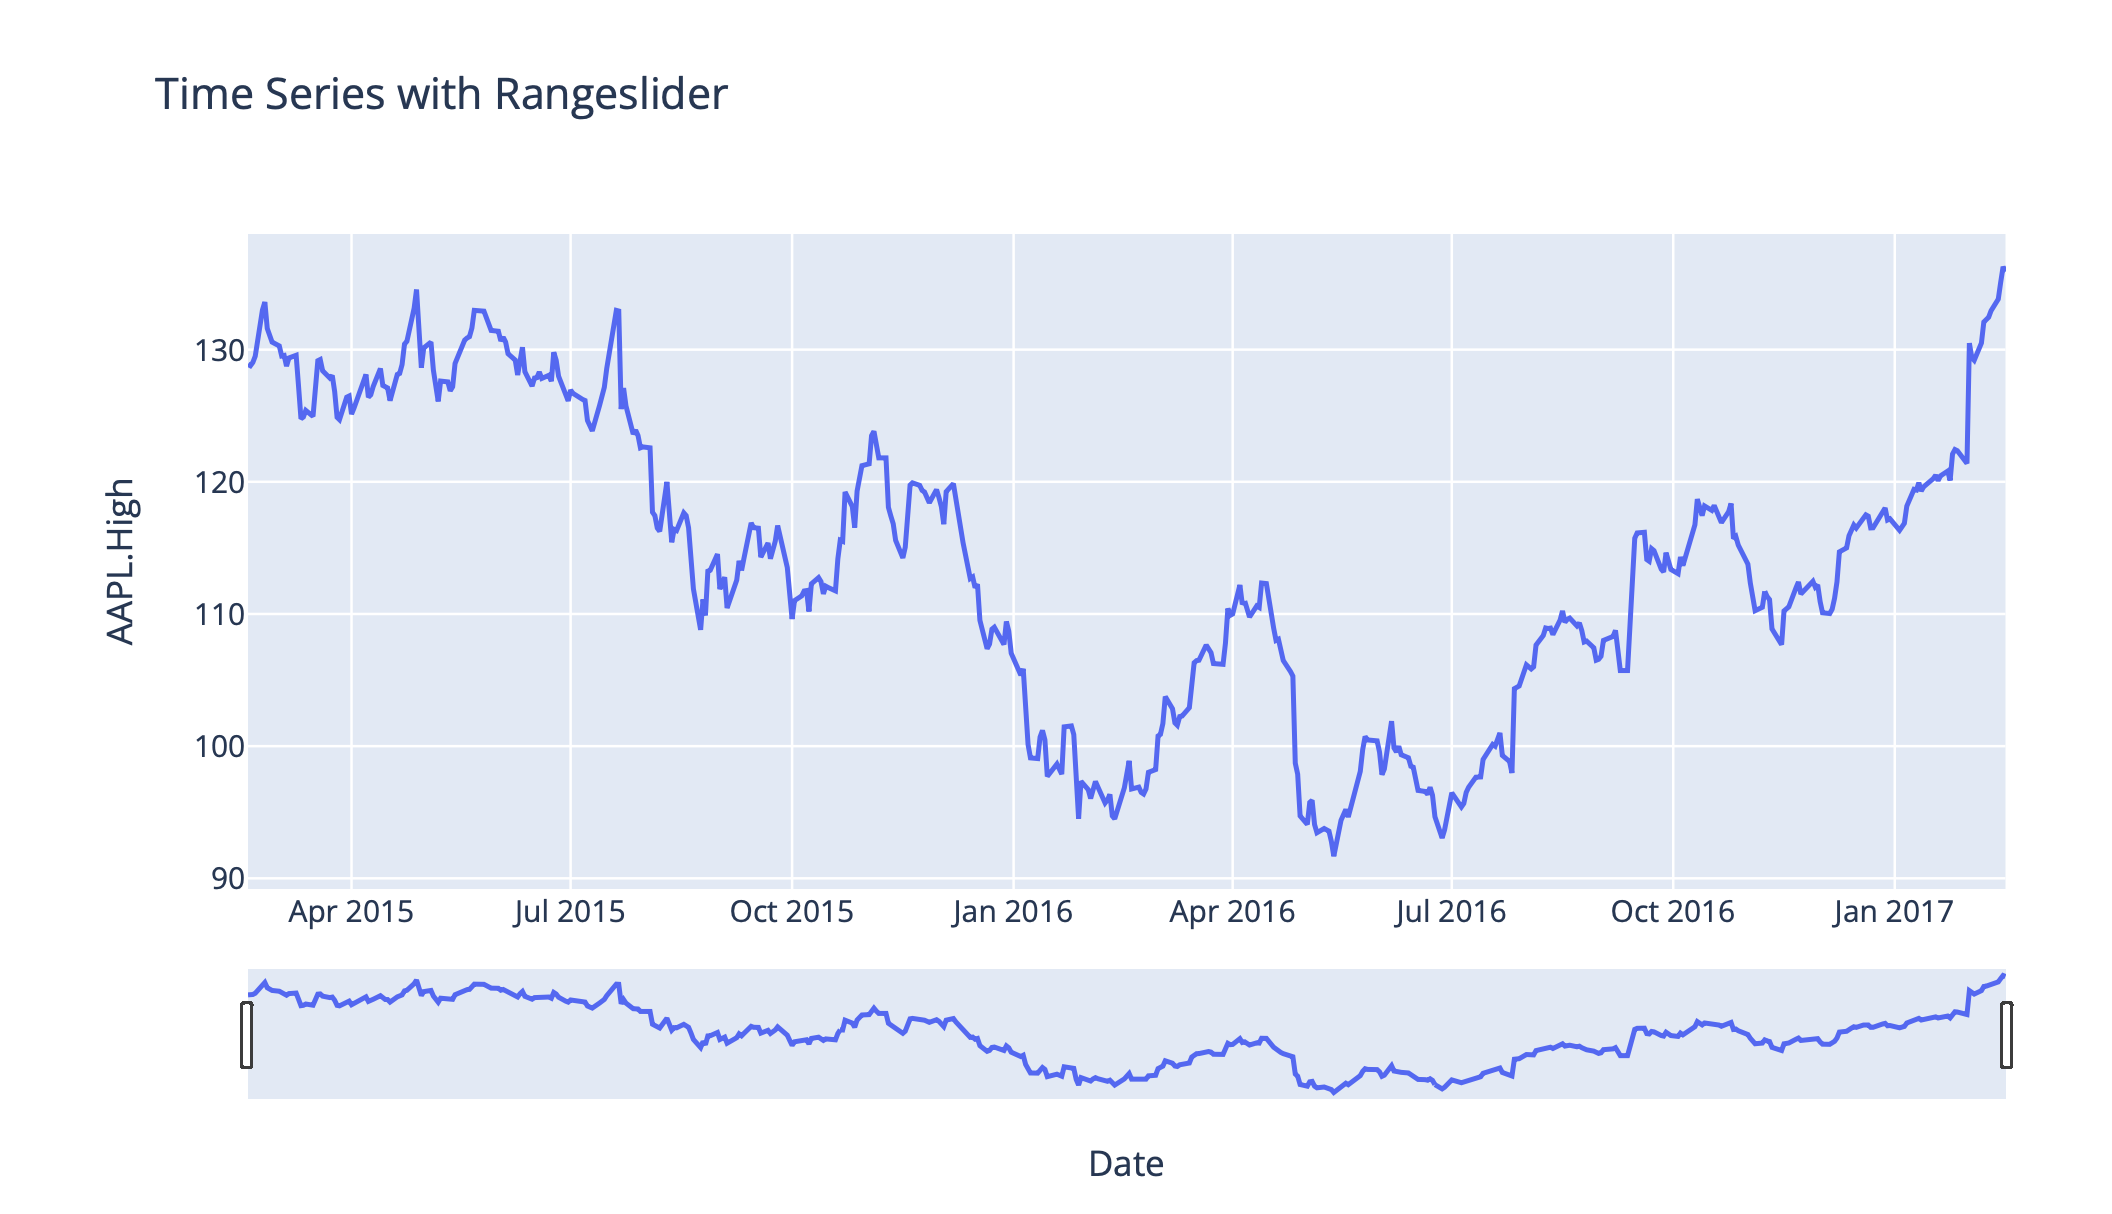 Time Series with Rangeslider
AAPL.High
130
120
110
100
90
Apr 2015
Jul 2015
Oct 2015
Jan 2016
Apr 2016
Jul 2016
Oct 2016
Jan 2017
Date